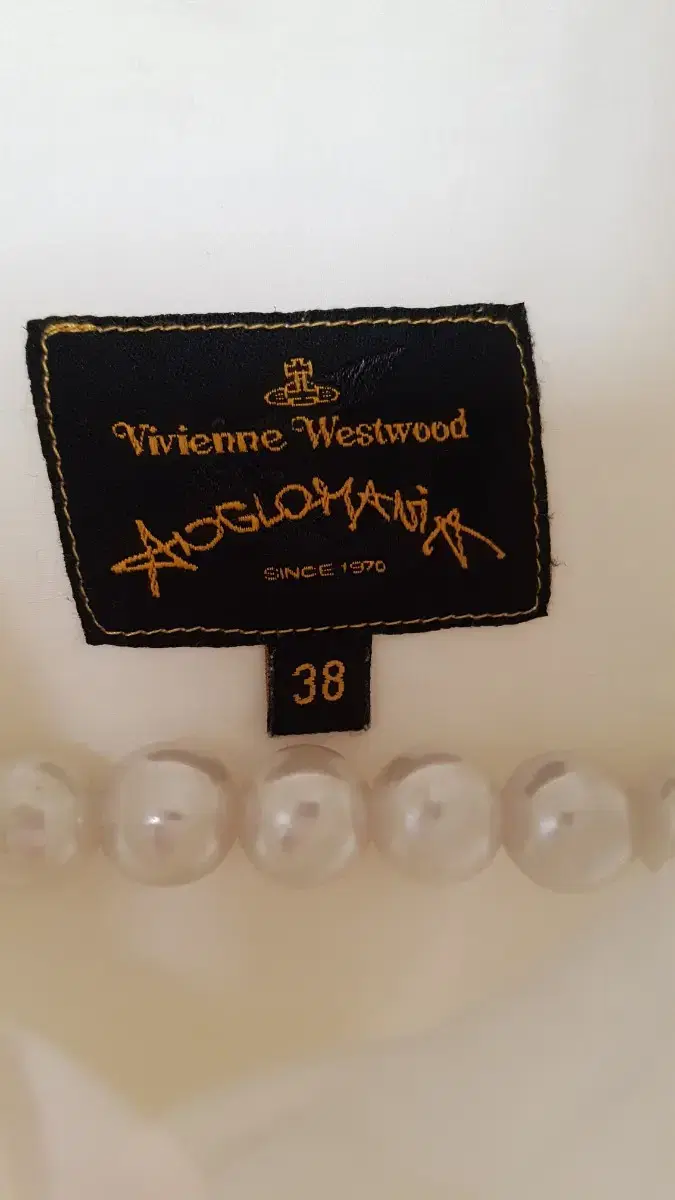 Vivienne Westwood
ANGLOMANIA
SINCE 1970
38